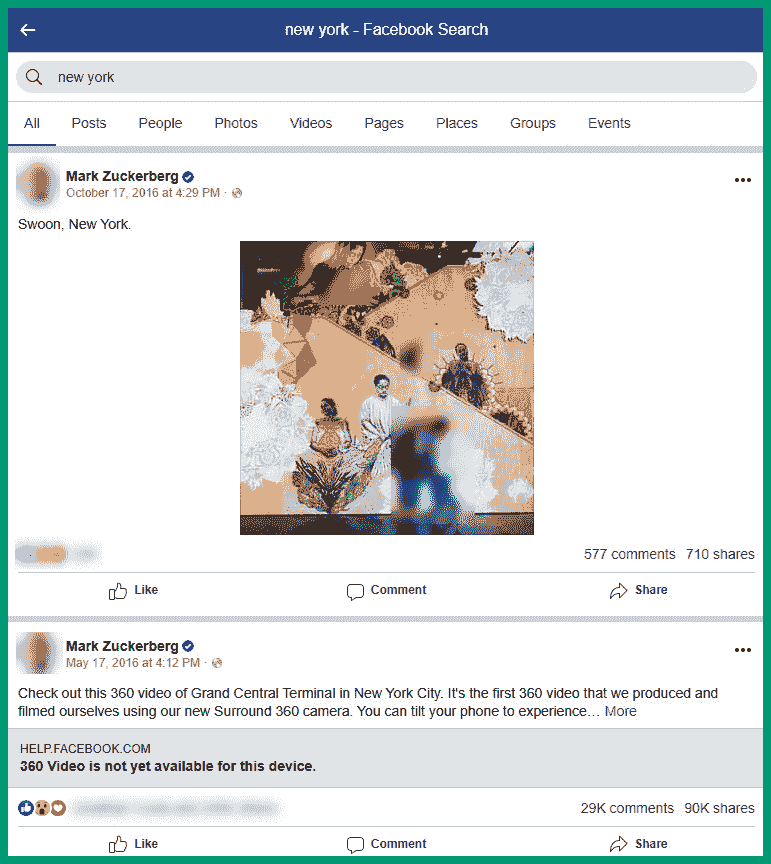 new york - Facebook Search
new york
All Posts People Photos Videos Pages Places Groups Events
Mark Zuckerberg
October 17, 2016 at 4:29 PM ·
Swoon, New York.
577 comments 710 shares
Like Comment Share
Mark Zuckerberg
May 17, 2016 at 4:12 PM ·
Check out this 360 video of Grand Central Terminal in New York City. It's the first 360 video that we produced and
filmed ourselves using our new Surround 360 camera. You can tilt your phone to experience… More
HELP.FACEBOOK.COM
360 Video is not yet available for this device.
29K comments 90K shares
Like Comment Share